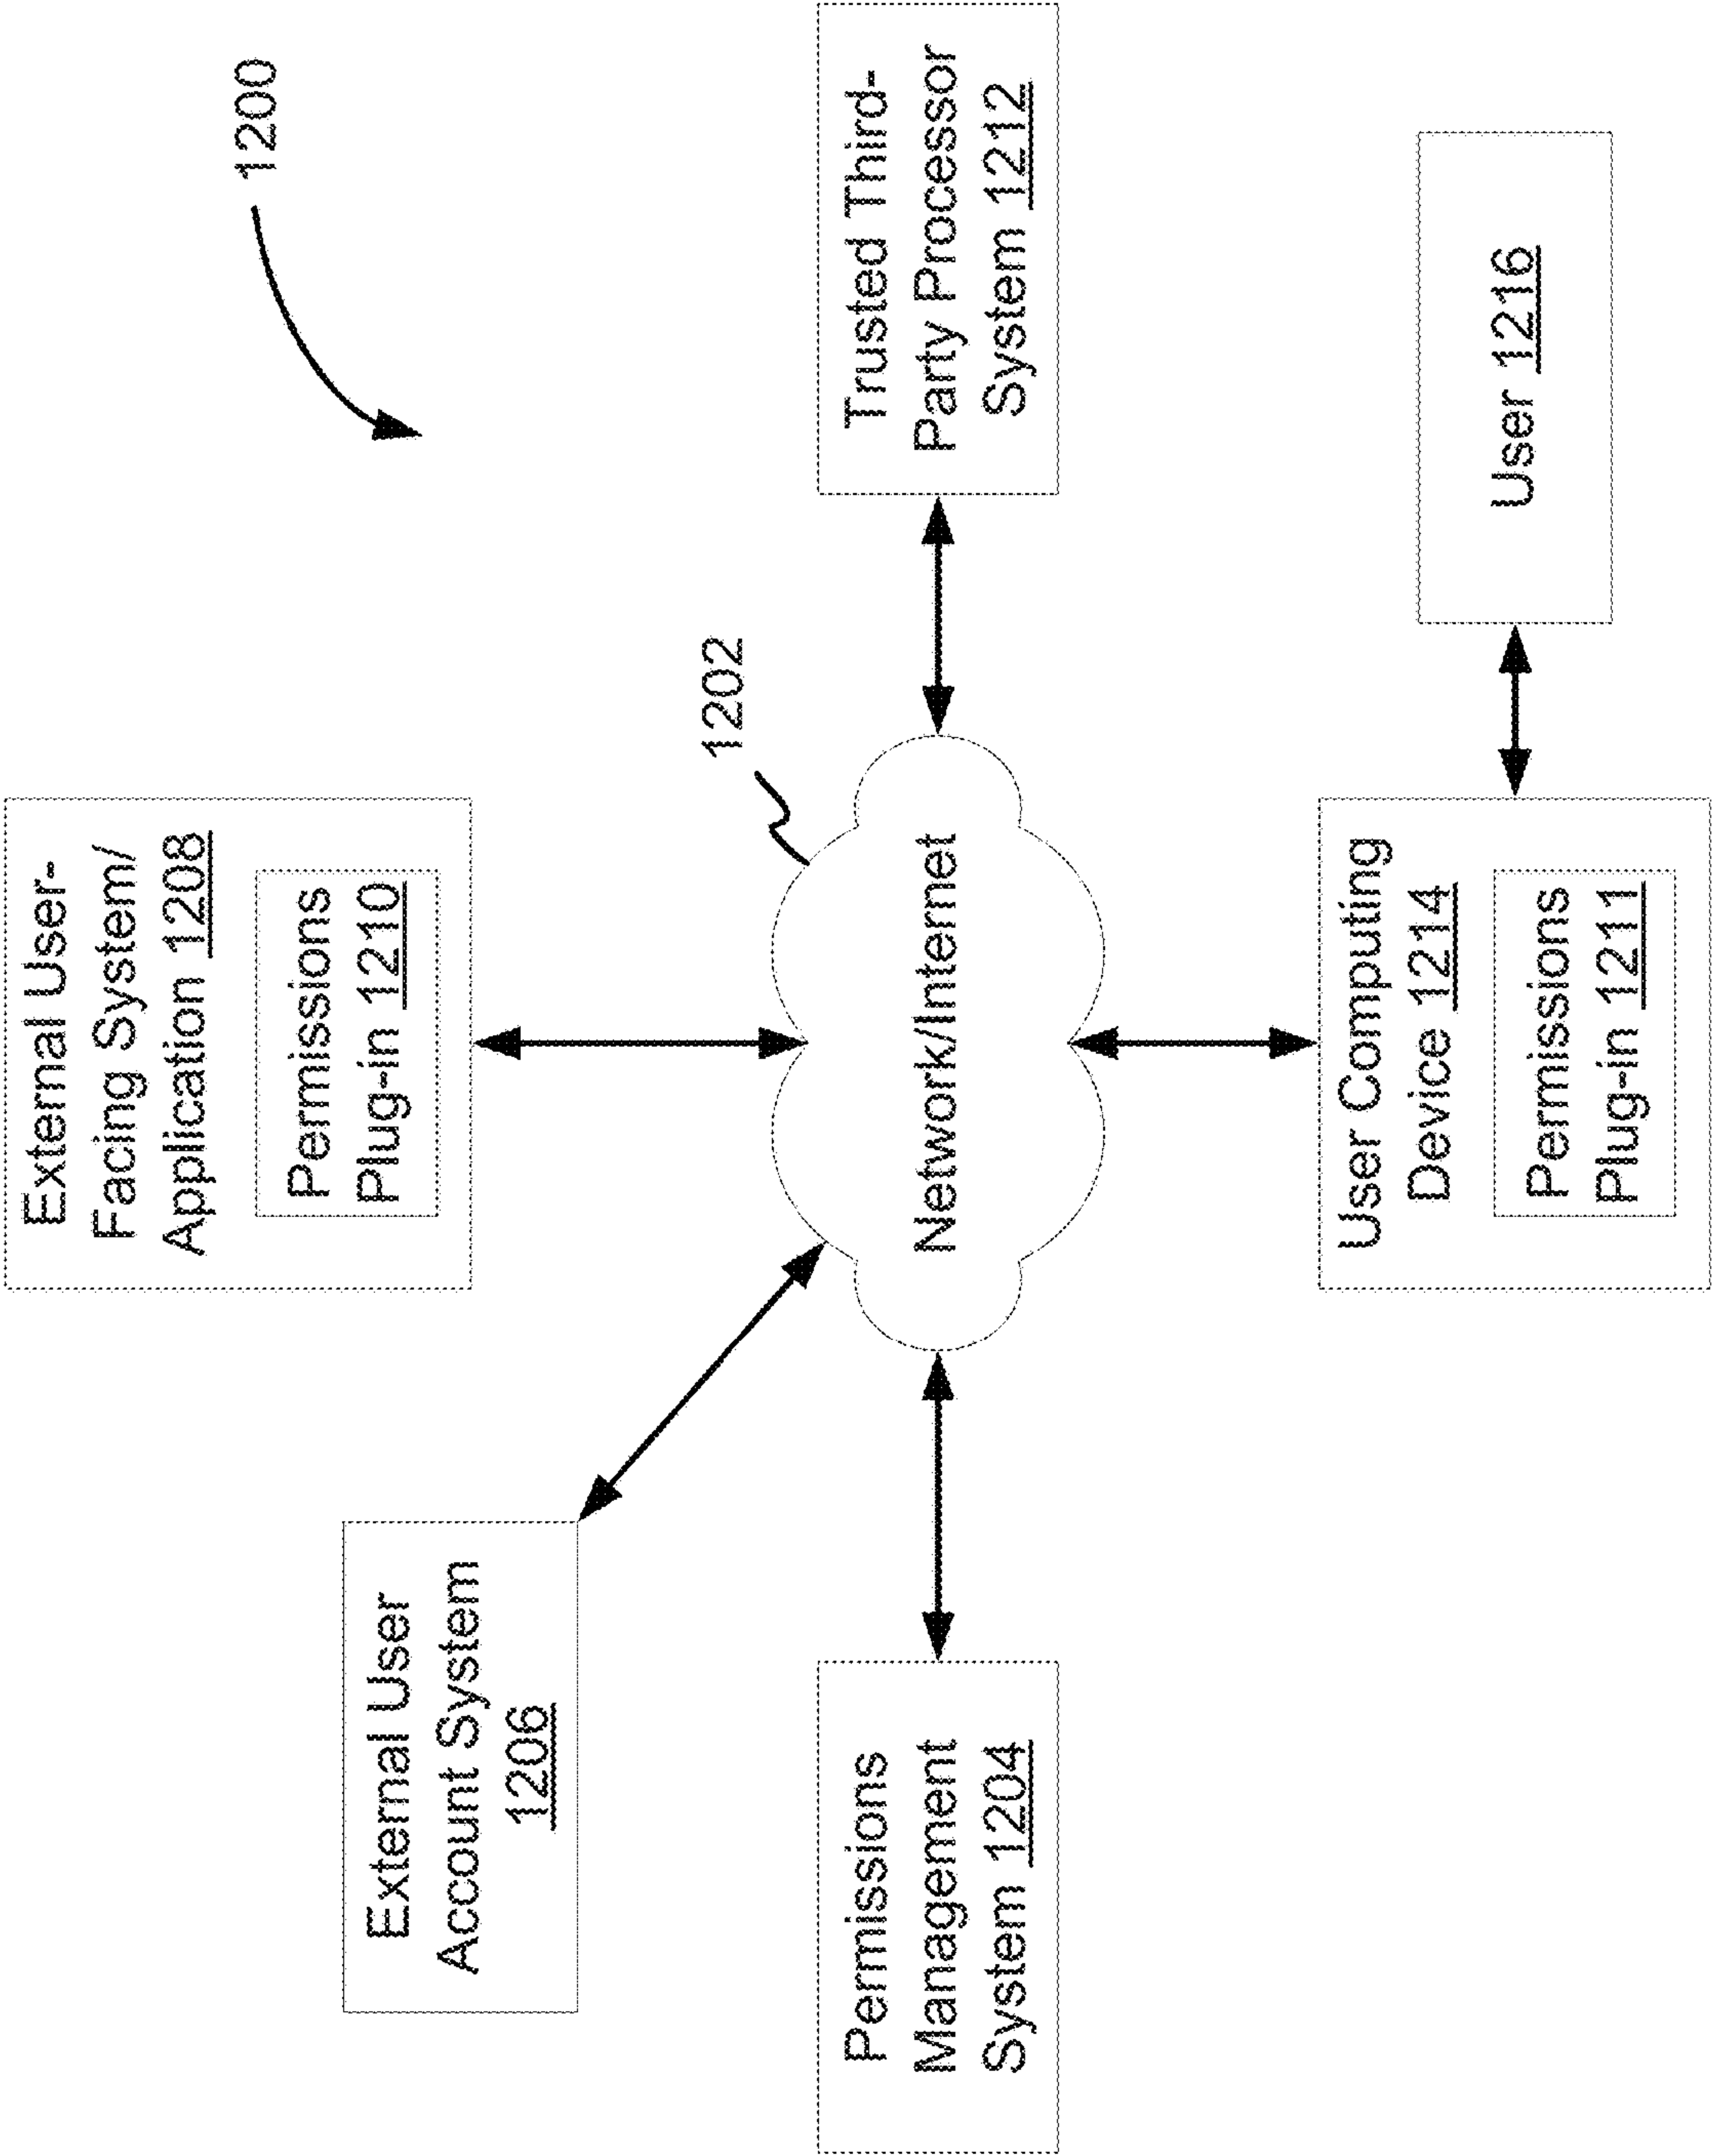 1200
External User-
Facing System/
Application 1208
Permissions
Plug-in 1210
External User
Account System
1206
1202
Permissions
Management
System 1204
Network/Internet
Trusted Third-
Party Processor
System 1212
User Computing
Device 1214
Permissions
Plug-in 1211
User 1216